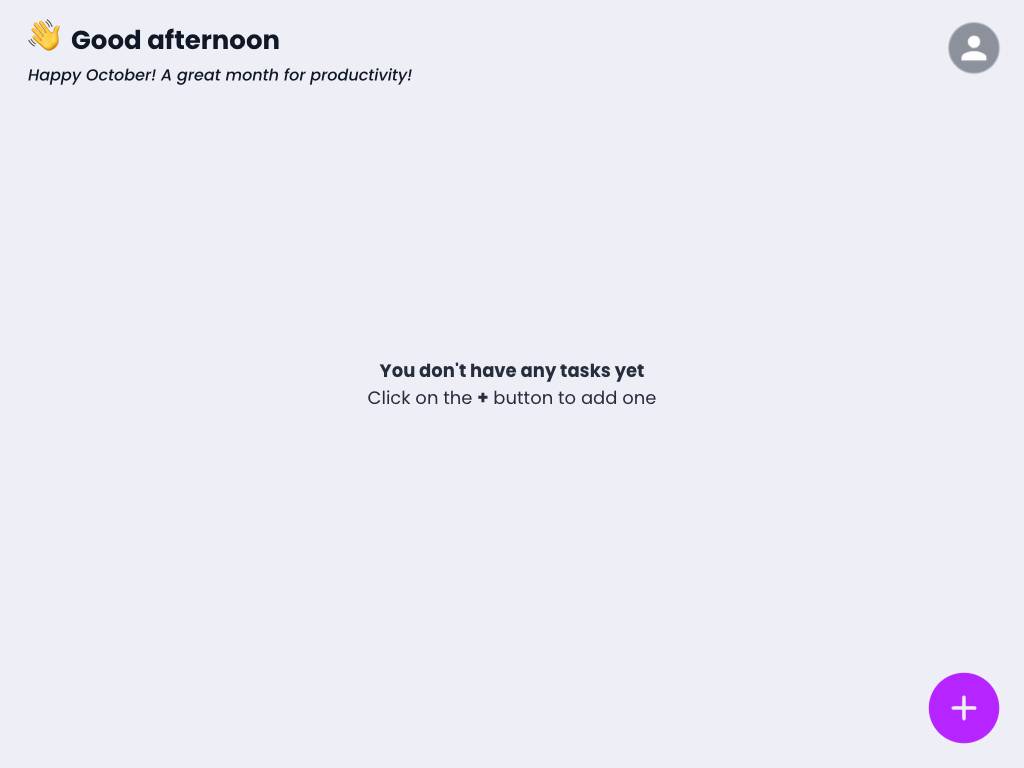 Good afternoon
Happy October! A great month for productivity!
You don't have any tasks yet
Click on the + button to add one